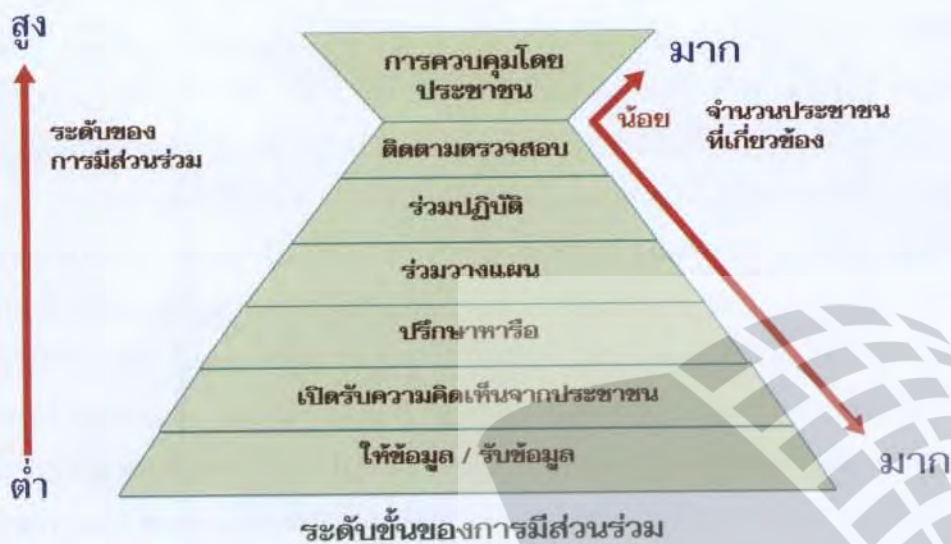 สูง
การควบคุมโดย
ประชาชน
มาก
ระดับของ
การมีส่วนร่วม
น้อย
จำนวนประชาชน
ที่เกี่ยวข้อง
ติดตามตรวจสอบ
ร่วมปฏิบัติ
ร่วมวางแผน
ปรึกษาหารือ
เปิดรับความคิดเห็นจากประชาชน
ให้ข้อมูล / รับข้อมูล
มาก
ต่ำ
ระดับขั้นของการมีส่วนร่วม